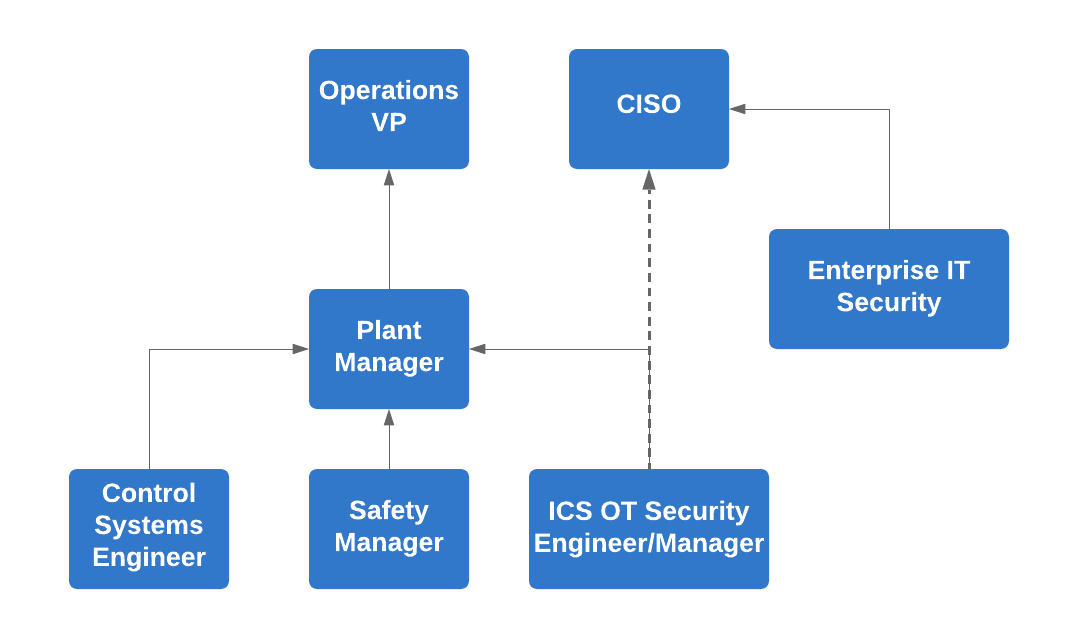 Operations
VP
CISO
Enterprise IT
Security
Plant
Manager
Control
Systems
Engineer
Safety
Manager
ICS OT Security
Engineer/Manager